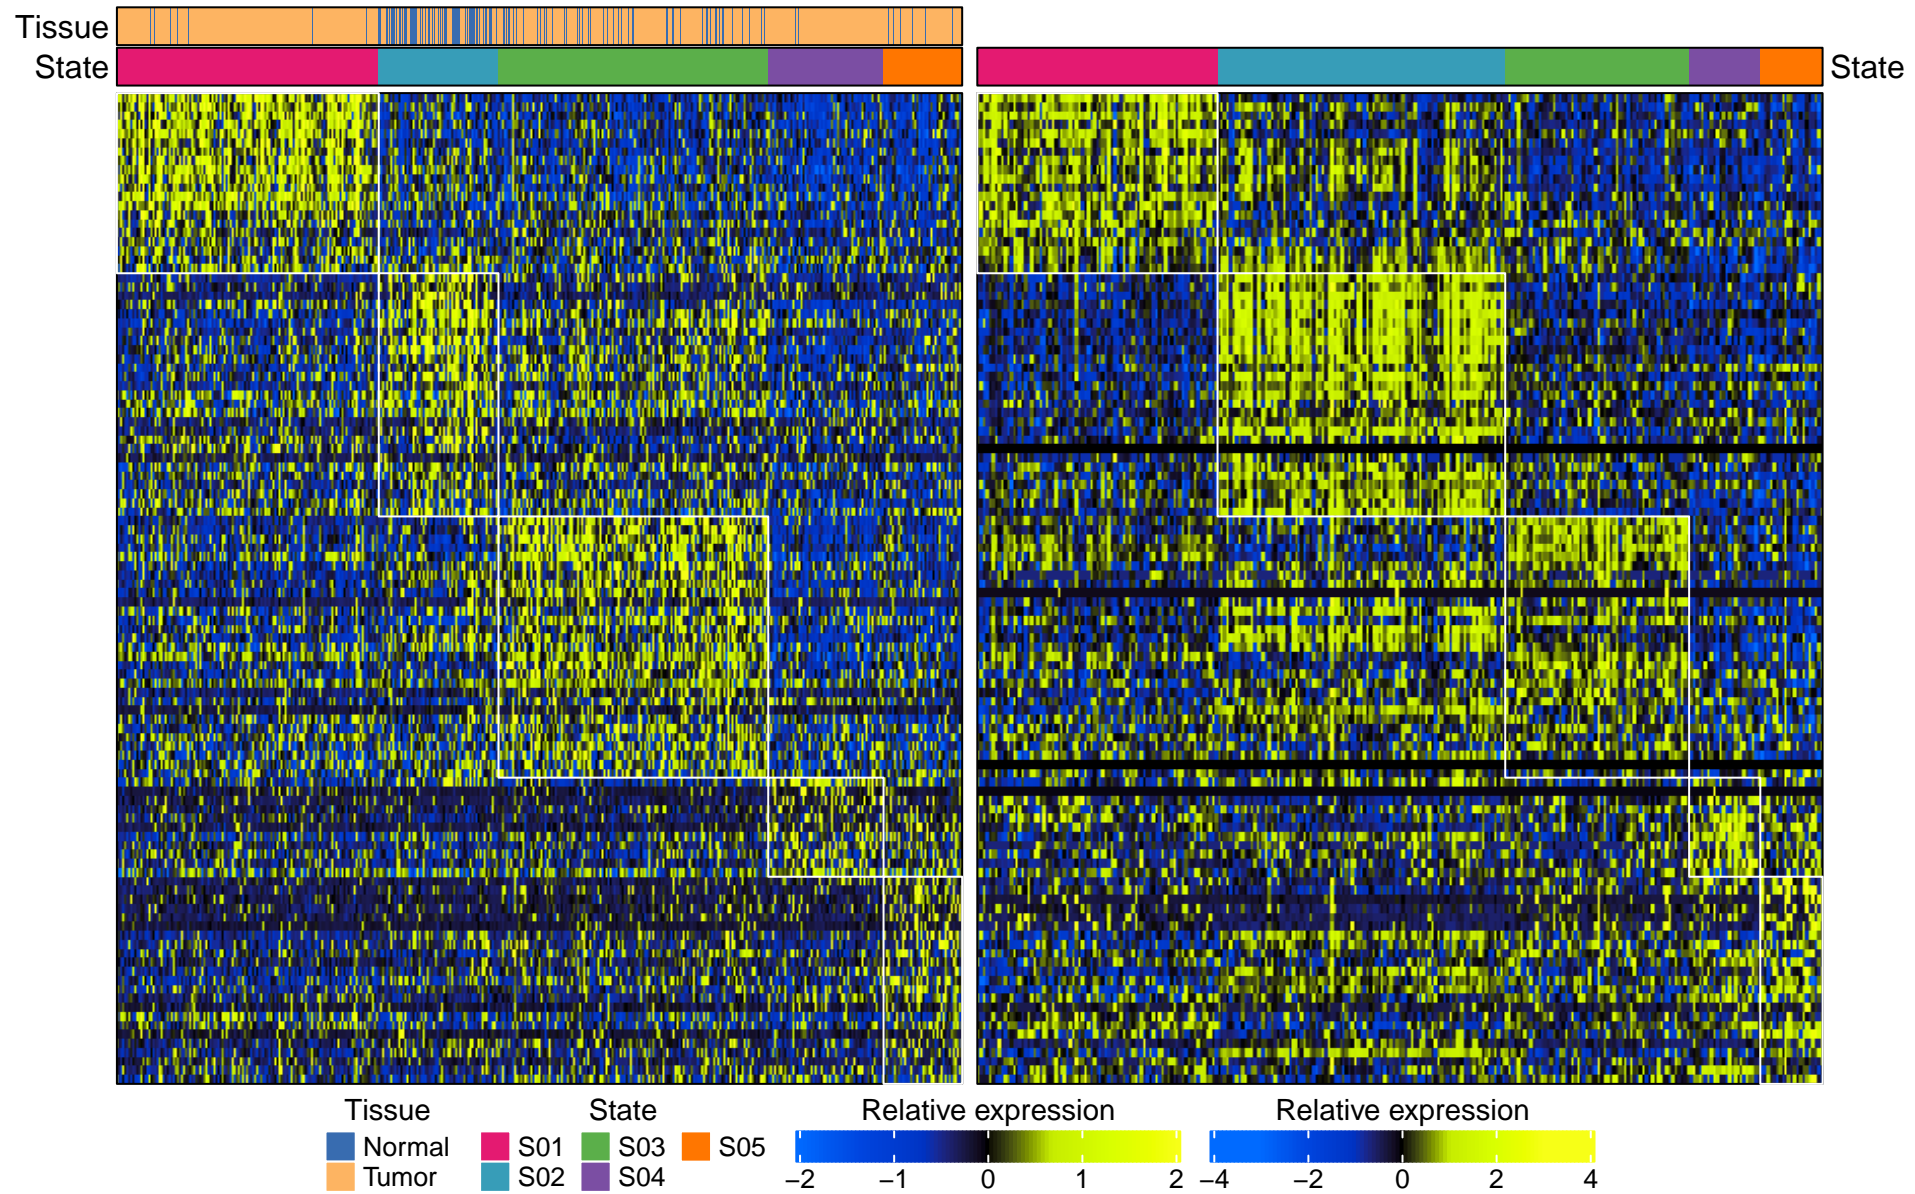 Tissue
State
State
Tissue State Relative expression Relative expression
Normal S01 S03 S05
Tumor S02 S04
−2 −1 0 1 2 −4 −2 0 2 4